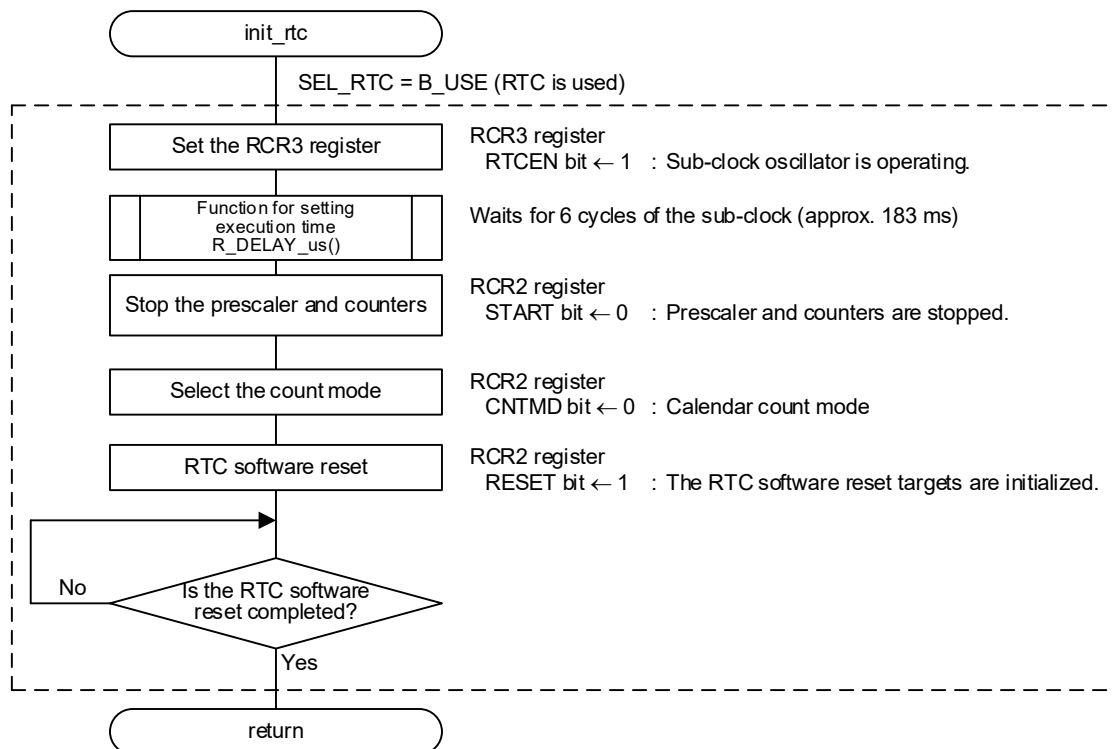 init_rtc
SEL_RTC = B_USE (RTC is used)
Set the RCR3 register
RCR3 register
RTCEN bit ← 1 : Sub-clock oscillator is operating.
Function for setting
execution time
R_DELAY_us()
Waits for 6 cycles of the sub-clock (approx. 183 ms)
Stop the prescaler and counters
RCR2 register
START bit ← 0 : Prescaler and counters are stopped.
Select the count mode
RCR2 register
CNTMD bit ← 0 : Calendar count mode
RTC software reset
RCR2 register
RESET bit ← 1 : The RTC software reset targets are initialized.
No
Is the RTC software
reset completed?
Yes
return